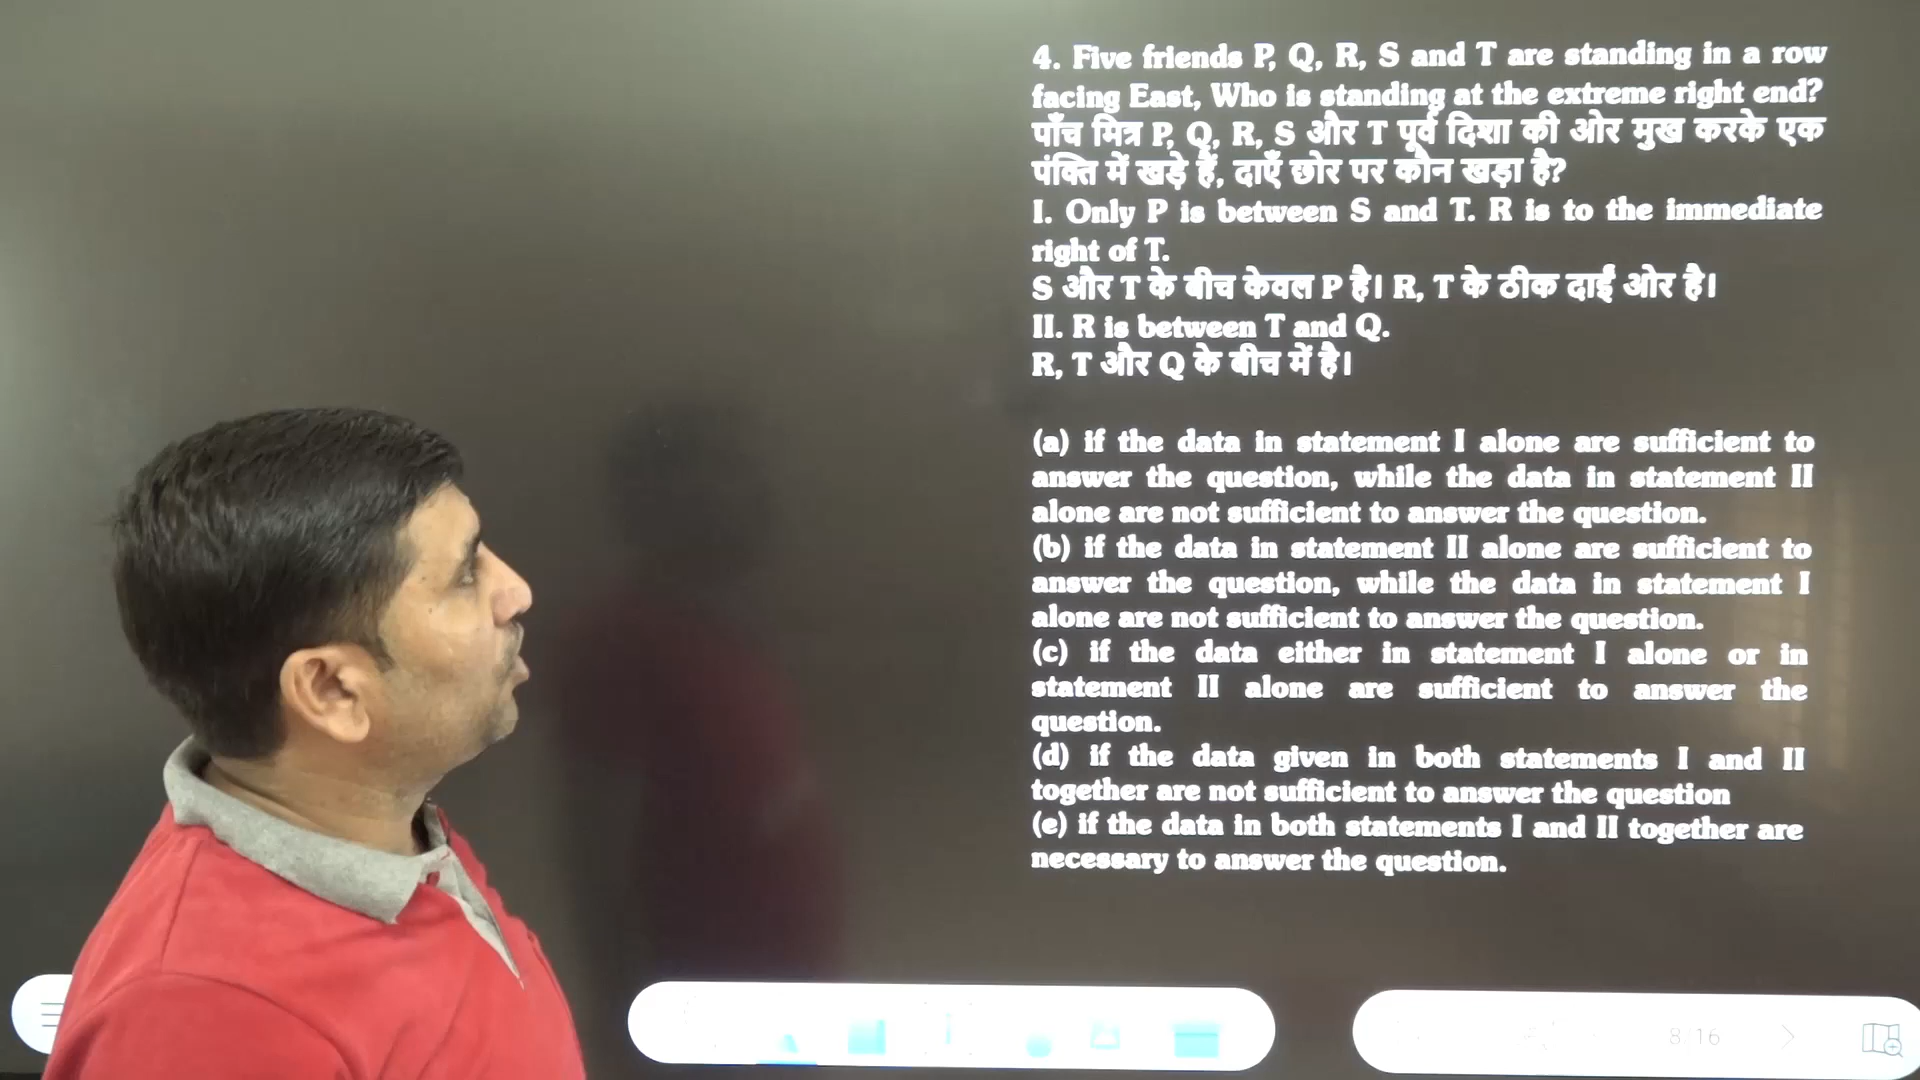 4. Five friends P, Q, R, S and T are standing in a row
facing East, Who is standing at the extreme right end?
पाँच मित्र P, Q, R, S और T पूर्व दिशा की ओर मुख करके एक
पंक्ति में खड़े हैं, दाएँ छोर पर कौन खड़ा है?
I. Only P is between S and T. R is to the immediate
right of T.
S और T के बीच केवल P है। R, T के ठीक दाईं ओर है।
II. R is between T and Q.
R, T और Q के बीच में है।
(a) if the data in statement I alone are sufficient to
answer the question, while the data in statement II
alone are not sufficient to answer the question.
(b) if the data in statement II alone are sufficient to
answer the question, while the data in statement I
alone are not sufficient to answer the question.
(c) if the data either in statement I alone or in
statement II alone are sufficient to answer the
question.
(d) if the data given in both statements I and II
together are not sufficient to answer the question
(e) if the data in both statements I and II together are
necessary to answer the question.
8/16